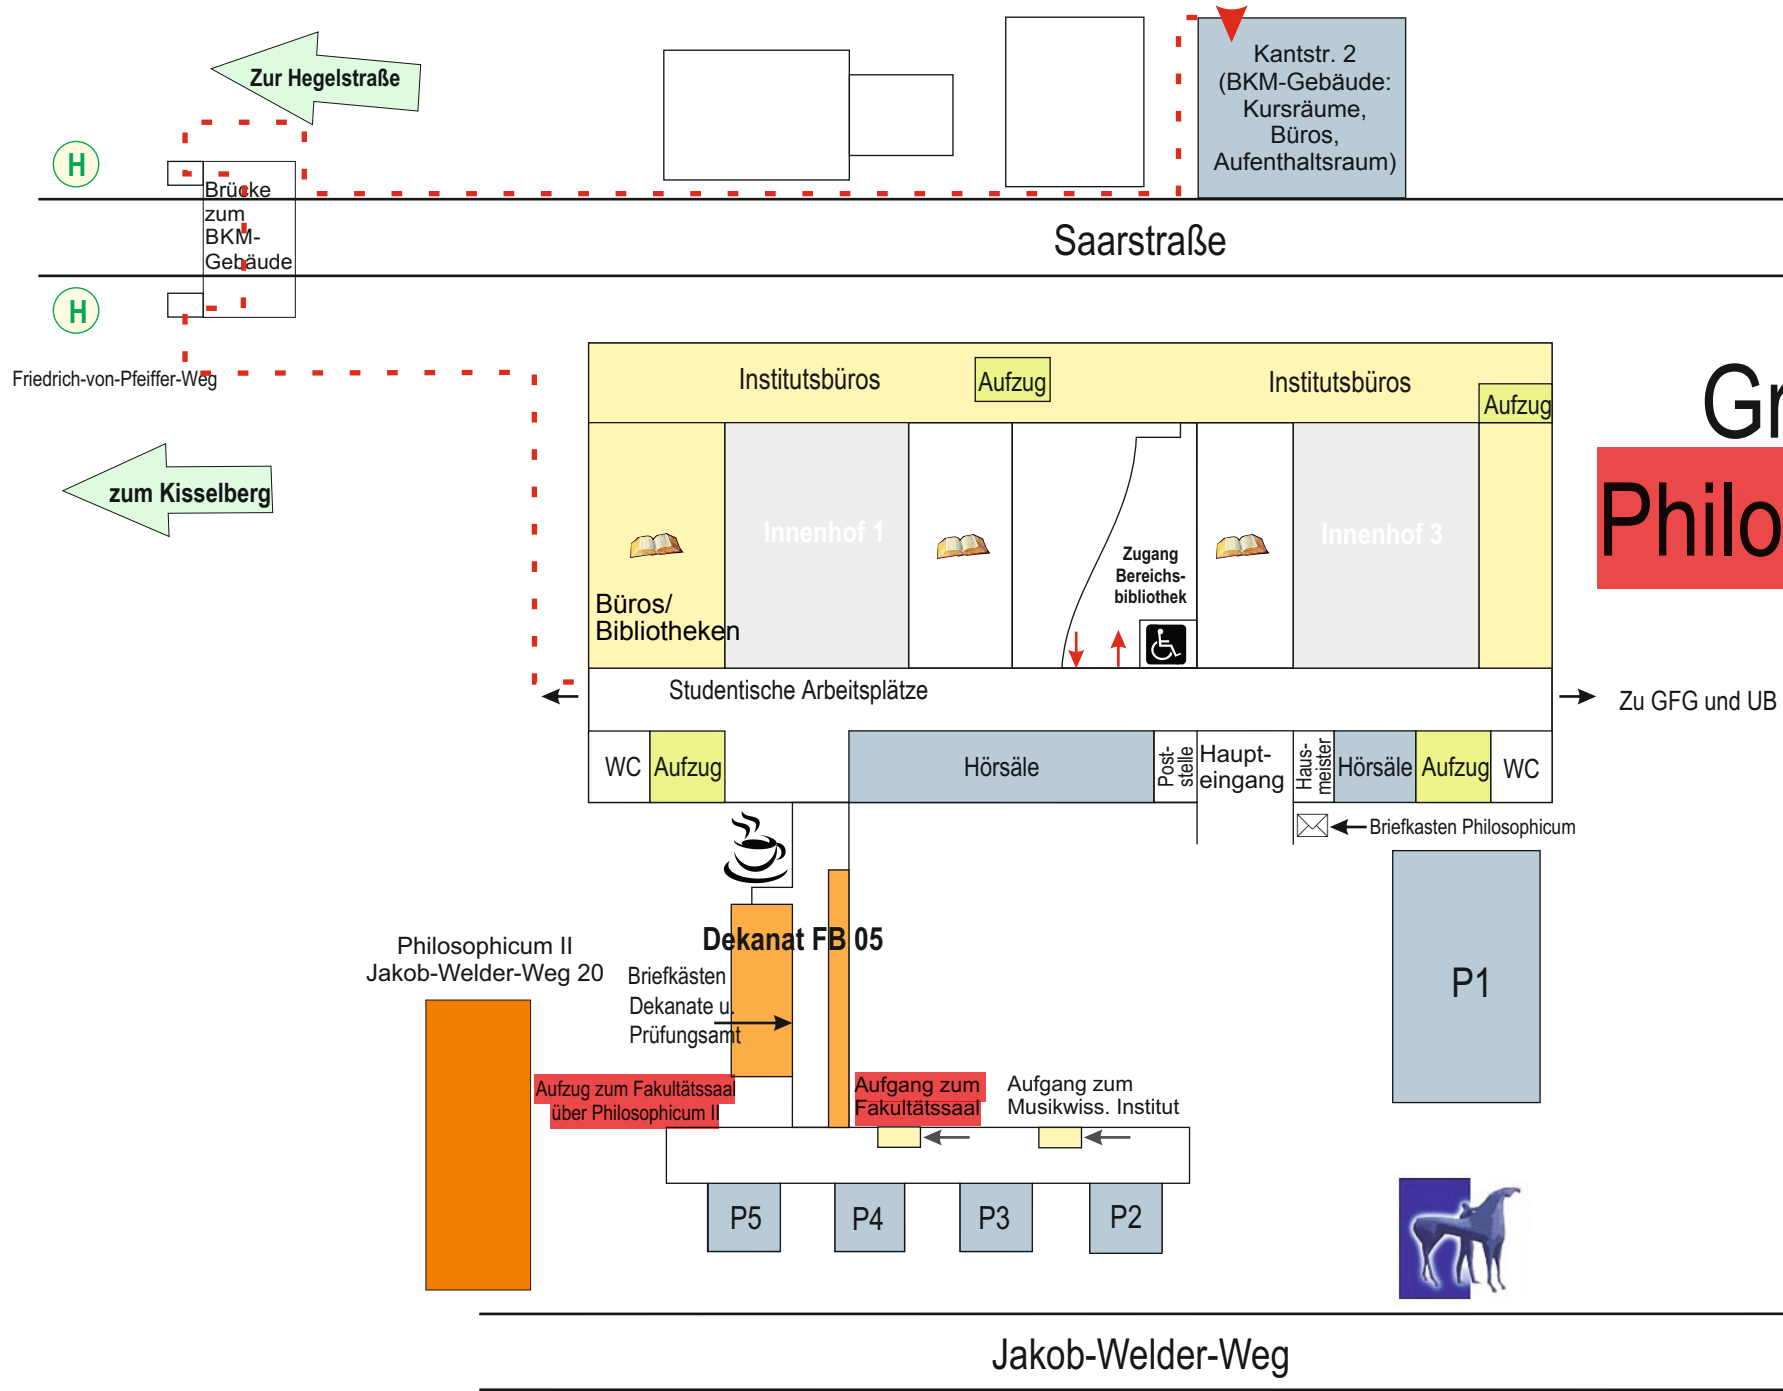 Kantstr. 2
(BKM-Gebäude:
Kursräume,
Büros,
Aufenthaltsraum)
Zur Hegelstraße
H
Brücke
zum
BKM-
Gebäude
Saarstraße
H
Friedrich-von-Pfeiffer-Weg
Institutsbüros
Aufzug
Institutsbüros
Aufzug
Gr
Philo
zum Kisselberg
Innenhof 1
Innenhof 3
Zugang
Bereichs-
bibliothek
Büros/
Bibliotheken
Studentische Arbeitsplätze
Zu GFG und UB
WC
Aufzug
Hörsäle
Post-
stelle
Haupt-
eingang
Haus-
meister
Hörsäle
Aufzug
WC
Briefkasten Philosophicum
Dekanat FB 05
Philosophicum II
Jakob-Welder-Weg 20
Briefkästen
Dekanate u.
Prüfungsamt
P1
Aufzug zum Fakultätssaal
über Philosophicum II
Aufgang zum
Fakultätssaal
Aufgang zum
Musikwiss. Institut
P5
P4
P3
P2
Jakob-Welder-Weg